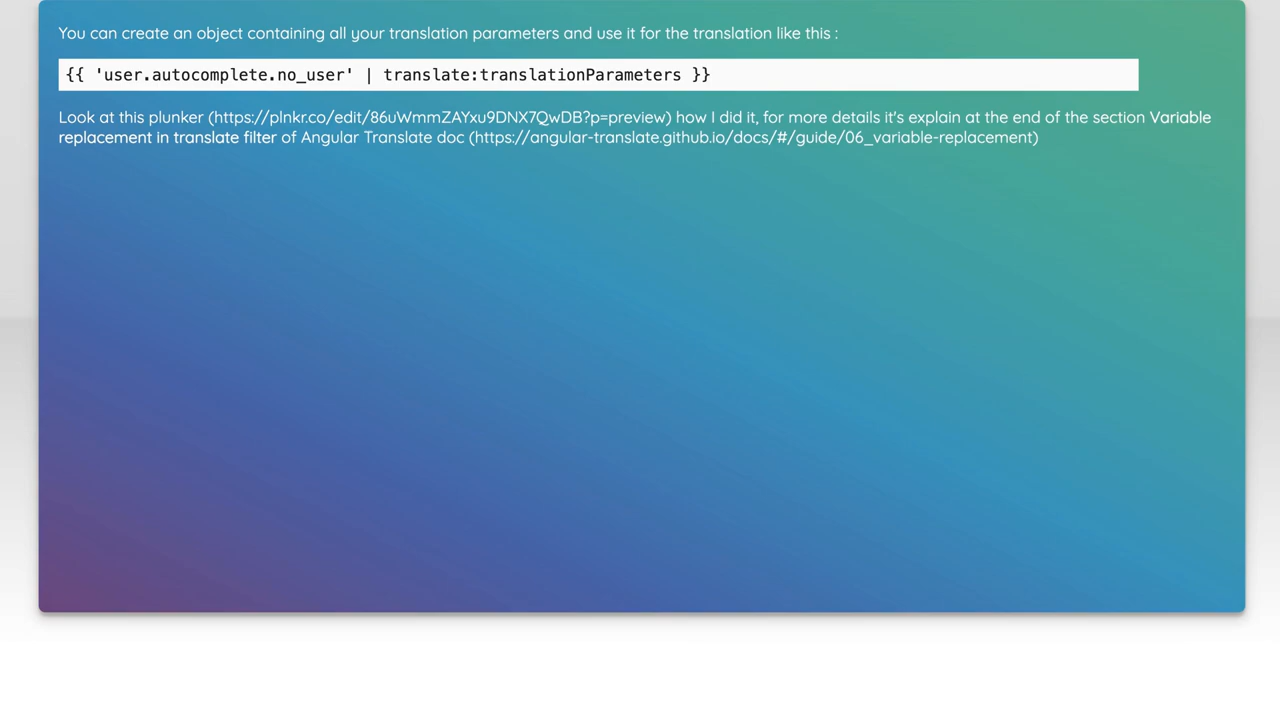 You can create an object containing all your translation parameters and use it for the translation like this :
{{ 'user.autocomplete.no_user' | translate:translationParameters }}
Look at this plunker (https://plnkr.co/edit/86uWmmZAYxu9DNX7QwDB?p=preview) how I did it, for more details it's explain at the end of the section Variable
replacement in translate filter of Angular Translate doc (https://angular-translate.github.io/docs/#/guide/06_variable-replacement)